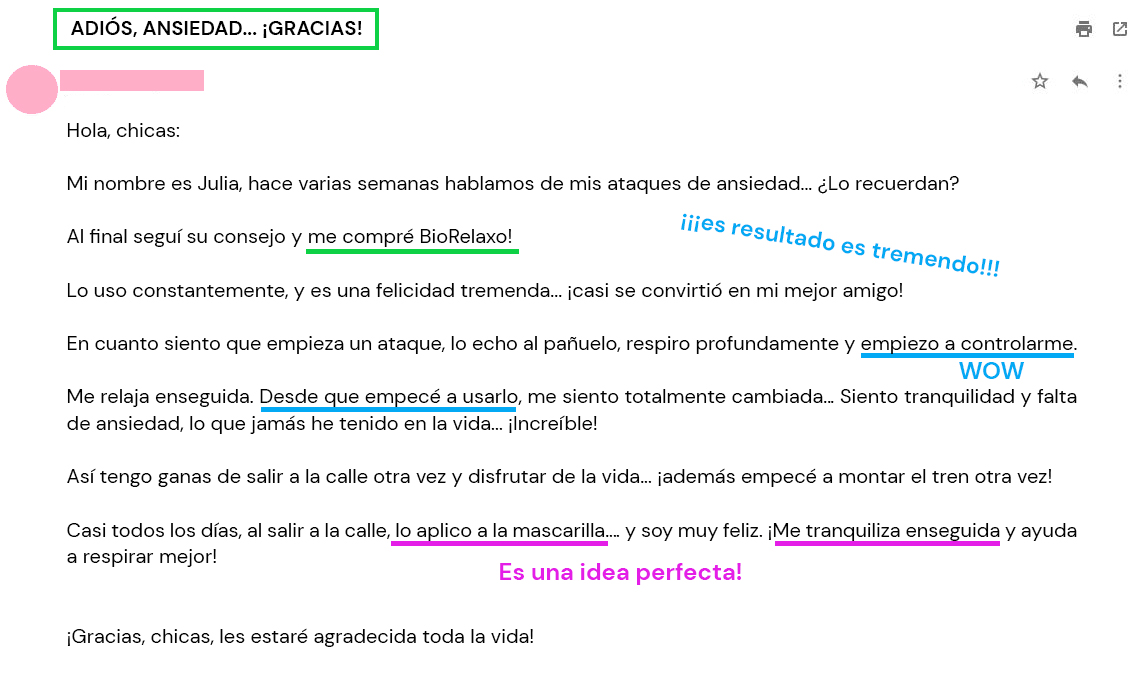 ADIÓS, ANSIEDAD... ¡GRACIAS!
Hola, chicas:
Mi nombre es Julia, hace varias semanas hablamos de mis ataques de ansiedad... ¿Lo recuerdan?
Al final seguí su consejo y me compré BioRelaxo!
¡¡¡es resultado es tremendo!!!
Lo uso constantemente, y es una felicidad tremenda... ¡casi se convirtió en mi mejor amigo!
En cuanto siento que empieza un ataque, lo echo al pañuelo, respiro profundamente y empiezo a controlarme.
WOW
Me relaja enseguida. Desde que empecé a usarlo, me siento totalmente cambiada... Siento tranquilidad y falta
de ansiedad, lo que jamás he tenido en la vida... ¡Increíble!
Así tengo ganas de salir a la calle otra vez y disfrutar de la vida... ¡además empecé a montar el tren otra vez!
Casi todos los días, al salir a la calle, lo aplico a la mascarilla.... y soy muy feliz. ¡Me tranquiliza enseguida y ayuda
a respirar mejor!
Es una idea perfecta!
¡Gracias, chicas, les estaré agradecida toda la vida!